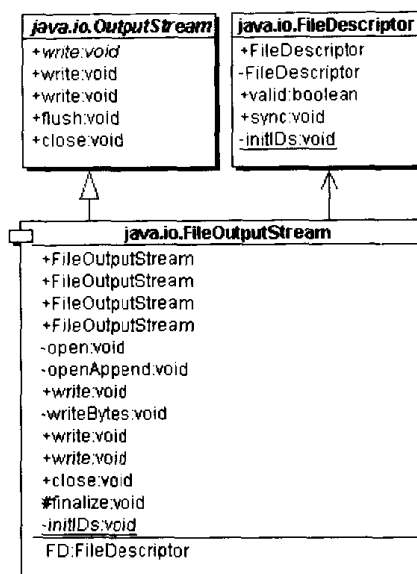 java.io.OutputStream
+write:void
+write:void
+write:void
+flush:void
+close:void
java.io.FileDescriptor
+FileDescriptor
-FileDescriptor
+valid:boolean
+sync:void
-initIDs:void
java.io.FileOutputStream
+FileOutputStream
+FileOutputStream
+FileOutputStream
+FileOutputStream
-open:void
-openAppend:void
+write:void
-writeBytes:void
+write:void
+write:void
+close:void
#finalize:void
-initIDs:void
FD:FileDescriptor